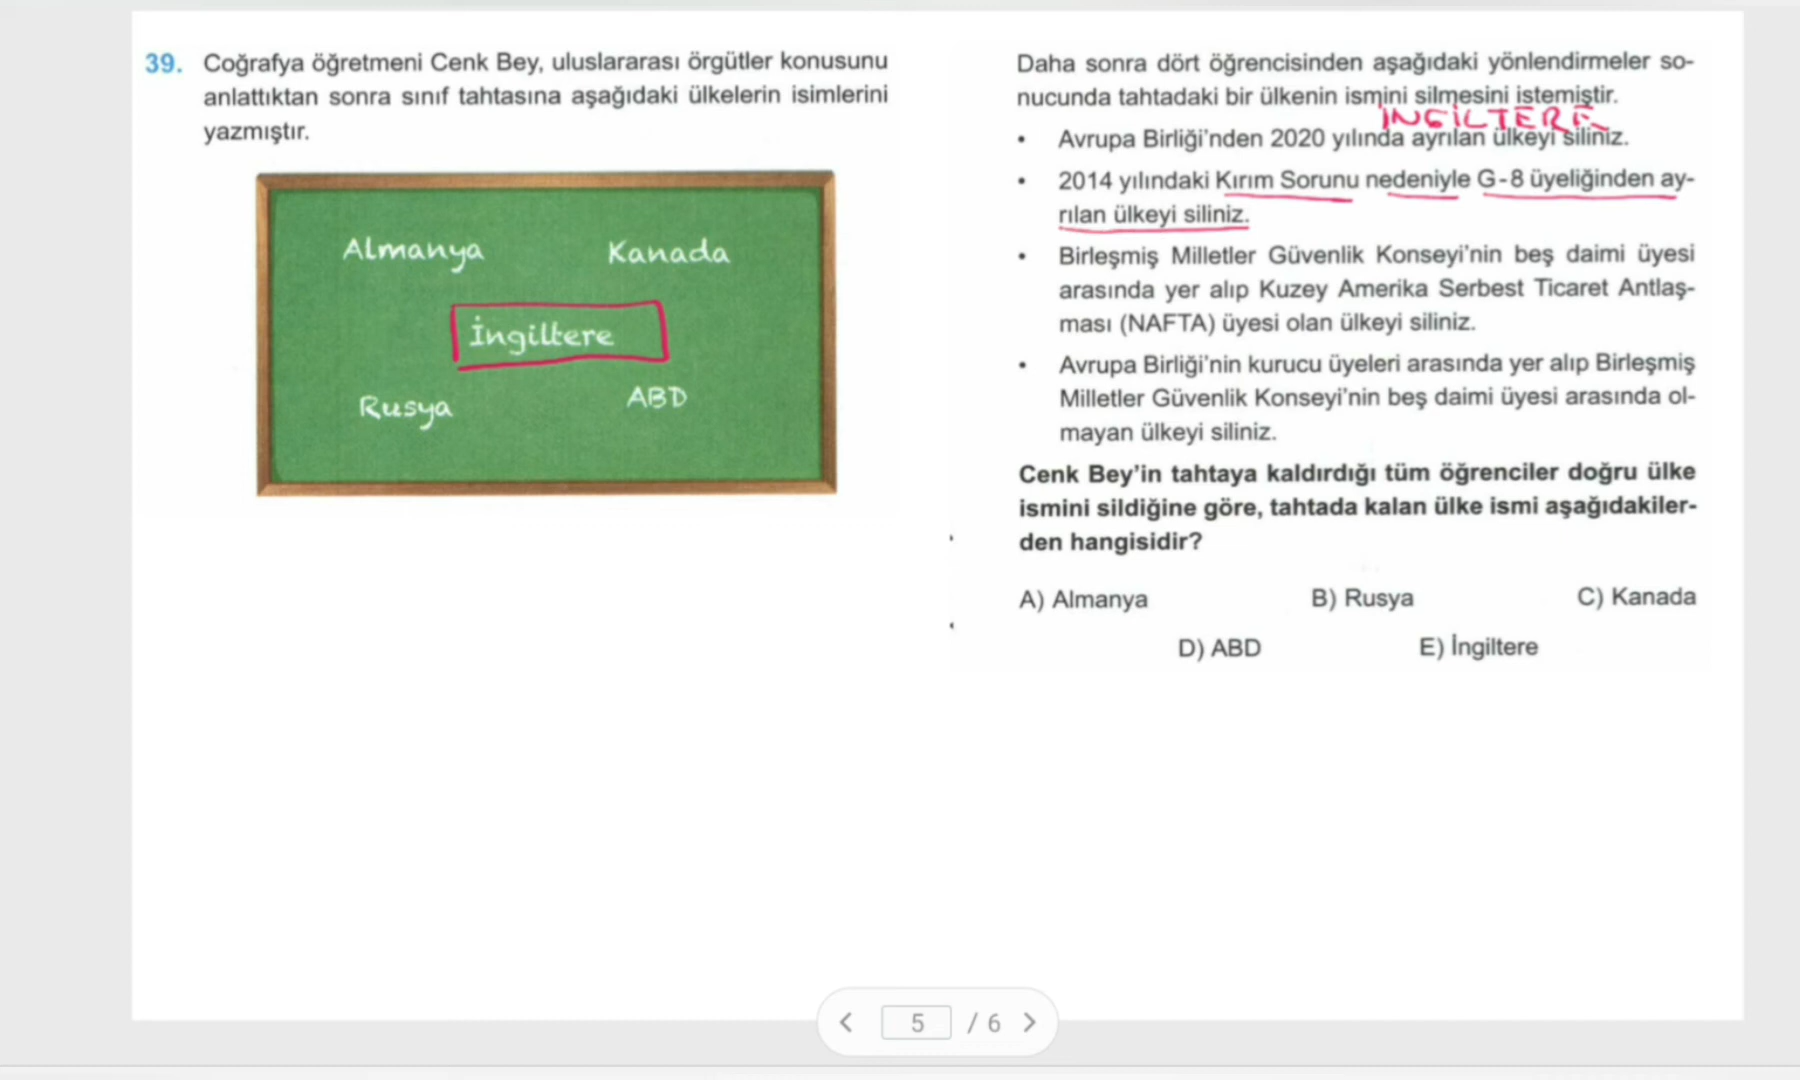 39. Coğrafya öğretmeni Cenk Bey, uluslararası örgütler konusunu
anlattıktan sonra sınıf tahtasına aşağıdaki ülkelerin isimlerini
yazmıştır.
Almanya
Kanada
İngiltere
Rusya
ABD
Daha sonra dört öğrencisinden aşağıdaki yönlendirmeler so-
nucunda tahtadaki bir ülkenin ismini silmesini istemiştir.
İNGİLTERE
• Avrupa Birliği'nden 2020 yılında ayrılan ülkeyi siliniz.
• 2014 yılındaki Kırım Sorunu nedeniyle G-8 üyeliğinden ay-
rılan ülkeyi siliniz.
• Birleşmiş Milletler Güvenlik Konseyi'nin beş daimi üyesi
arasında yer alıp Kuzey Amerika Serbest Ticaret Antlaş-
ması (NAFTA) üyesi olan ülkeyi siliniz.
• Avrupa Birliği'nin kurucu üyeleri arasında yer alıp Birleşmiş
Milletler Güvenlik Konseyi'nin beş daimi üyesi arasında ol-
mayan ülkeyi siliniz.
Cenk Bey'in tahtaya kaldırdığı tüm öğrenciler doğru ülke
ismini sildiğine göre, tahtada kalan ülke ismi aşağıdakiler-
den hangisidir?
A) Almanya B) Rusya C) Kanada
D) ABD E) İngiltere
5 / 6